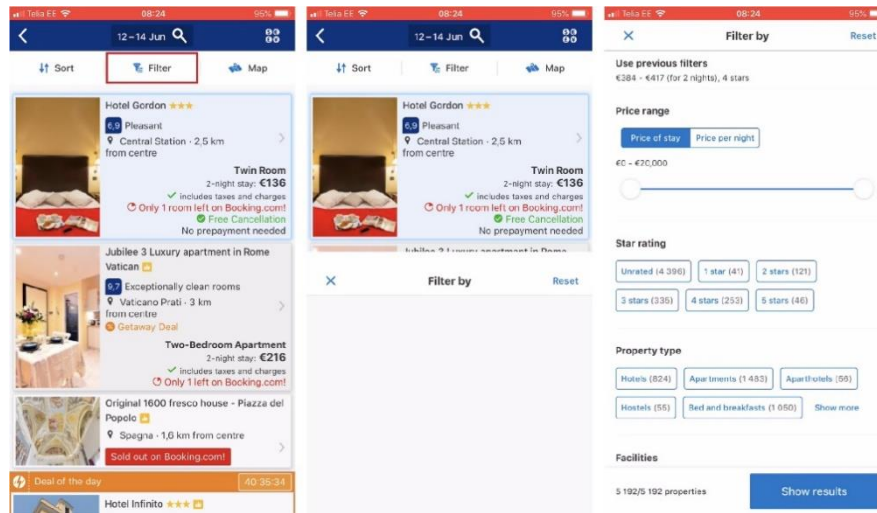 Telia EE
08:24
95%
12–14 Jun
Sort
Filter
Map
Hotel Gordon
6,9 Pleasant
Central Station · 2,5 km
from centre
Twin Room
2-night stay: €136
includes taxes and charges
Only 1 room left on Booking.com!
Free Cancellation
No prepayment needed
Jubilee 3 Luxury apartment in Rome
Vatican
9,7 Exceptionally clean rooms
Vaticano Prati · 3 km
from centre
Getaway Deal
Two-Bedroom Apartment
2-night stay: €216
includes taxes and charges
Only 1 left on Booking.com!
Original 1600 fresco house - Piazza del
Popolo
Spagna · 1,6 km from centre
Sold out on Booking.com!
Deal of the day
40:35:34
Hotel Infinito
Telia EE
08:24
95%
12–14 Jun
Sort
Filter
Map
Hotel Gordon
6,9 Pleasant
Central Station · 2,5 km
from centre
Twin Room
2-night stay: €136
includes taxes and charges
Only 1 room left on Booking.com!
Free Cancellation
No prepayment needed
Jubilee 3 Luxury apartment in Rome
Filter by
Reset
Telia EE
08:24
95%
Filter by
Reset
Use previous filters
€384 - €417 (for 2 nights), 4 stars
Price range
Price of stay
Price per night
€0 - €20,000
Star rating
Unrated (4 396)
1 star (41)
2 stars (121)
3 stars (335)
4 stars (253)
5 stars (46)
Property type
Hotels (824)
Apartments (1 483)
Aparthotels (56)
Hostels (55)
Bed and breakfasts (1 050)
Show more
Facilities
5 192/5 192 properties
Show results